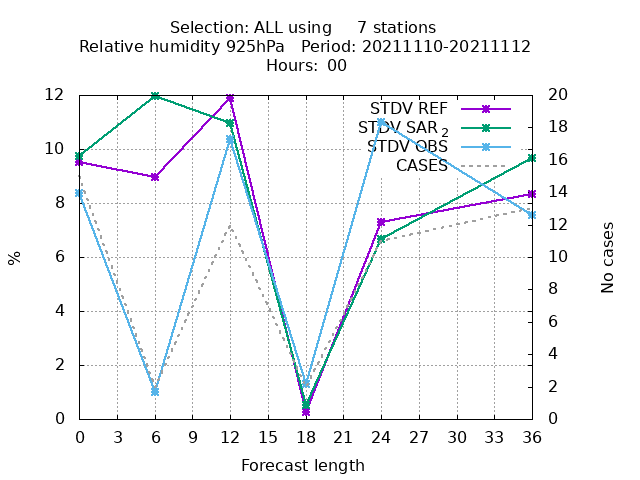 Selection: ALL using 7 stations
Relative humidity 925hPa Period: 20211110-20211112
Hours: 00
STDV REF
STDV SAR 2
STDV OBS
CASES
12
10
8
6
4
2
0
%
20
18
16
14
12
10
8
6
4
2
0
No cases
0 3 6 9 12 15 18 21 24 27 30 33 36
Forecast length